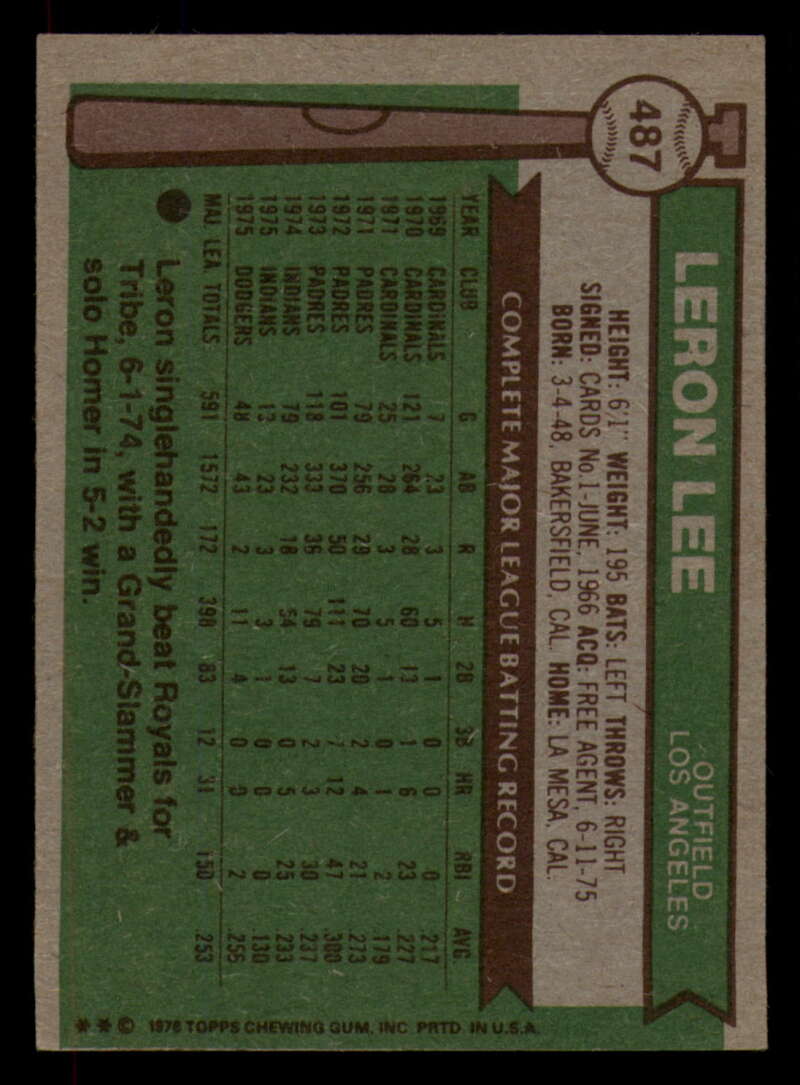 487
LERON LEE
OUTFIELD
LOS ANGELES
HEIGHT: 6'1" WEIGHT: 195 BATS: LEFT THROWS: RIGHT
SIGNED: CARDS No.1-JUNE, 1966 ACQ: FREE AGENT, 6-11-75
BORN: 3-4-48, BAKERSFIELD, CAL. HOME: LA MESA, CAL.
COMPLETE MAJOR LEAGUE BATTING RECORD
YEAR CLUB G AB R H 2B 3B HR RBI AVG.
1969 CARDINALS 7 23 3 5 1 0 0 0 .217
1970 CARDINALS 121 264 28 60 13 1 6 23 .227
1971 CARDINALS 25 28 3 5 1 0 1 2 .179
1971 PADRES 79 256 29 70 20 2 4 21 .273
1972 PADRES 101 370 50 111 23 7 12 47 .300
1973 PADRES 118 333 36 79 7 2 3 30 .237
1974 INDIANS 79 232 18 54 13 0 5 25 .233
1975 INDIANS 13 23 3 3 1 0 0 0 .130
1975 DODGERS 48 43 2 11 4 0 0 2 .256
MAJ. LEA. TOTALS 591 1572 172 398 83 12 31 150 .253
Leron singlehandedly beat Royals for
Tribe, 6-1-74, with a Grand-Slammer &
solo Homer in 5-2 win.
* * © 1976 TOPPS CHEWING GUM, INC. PRTD. IN U.S.A.